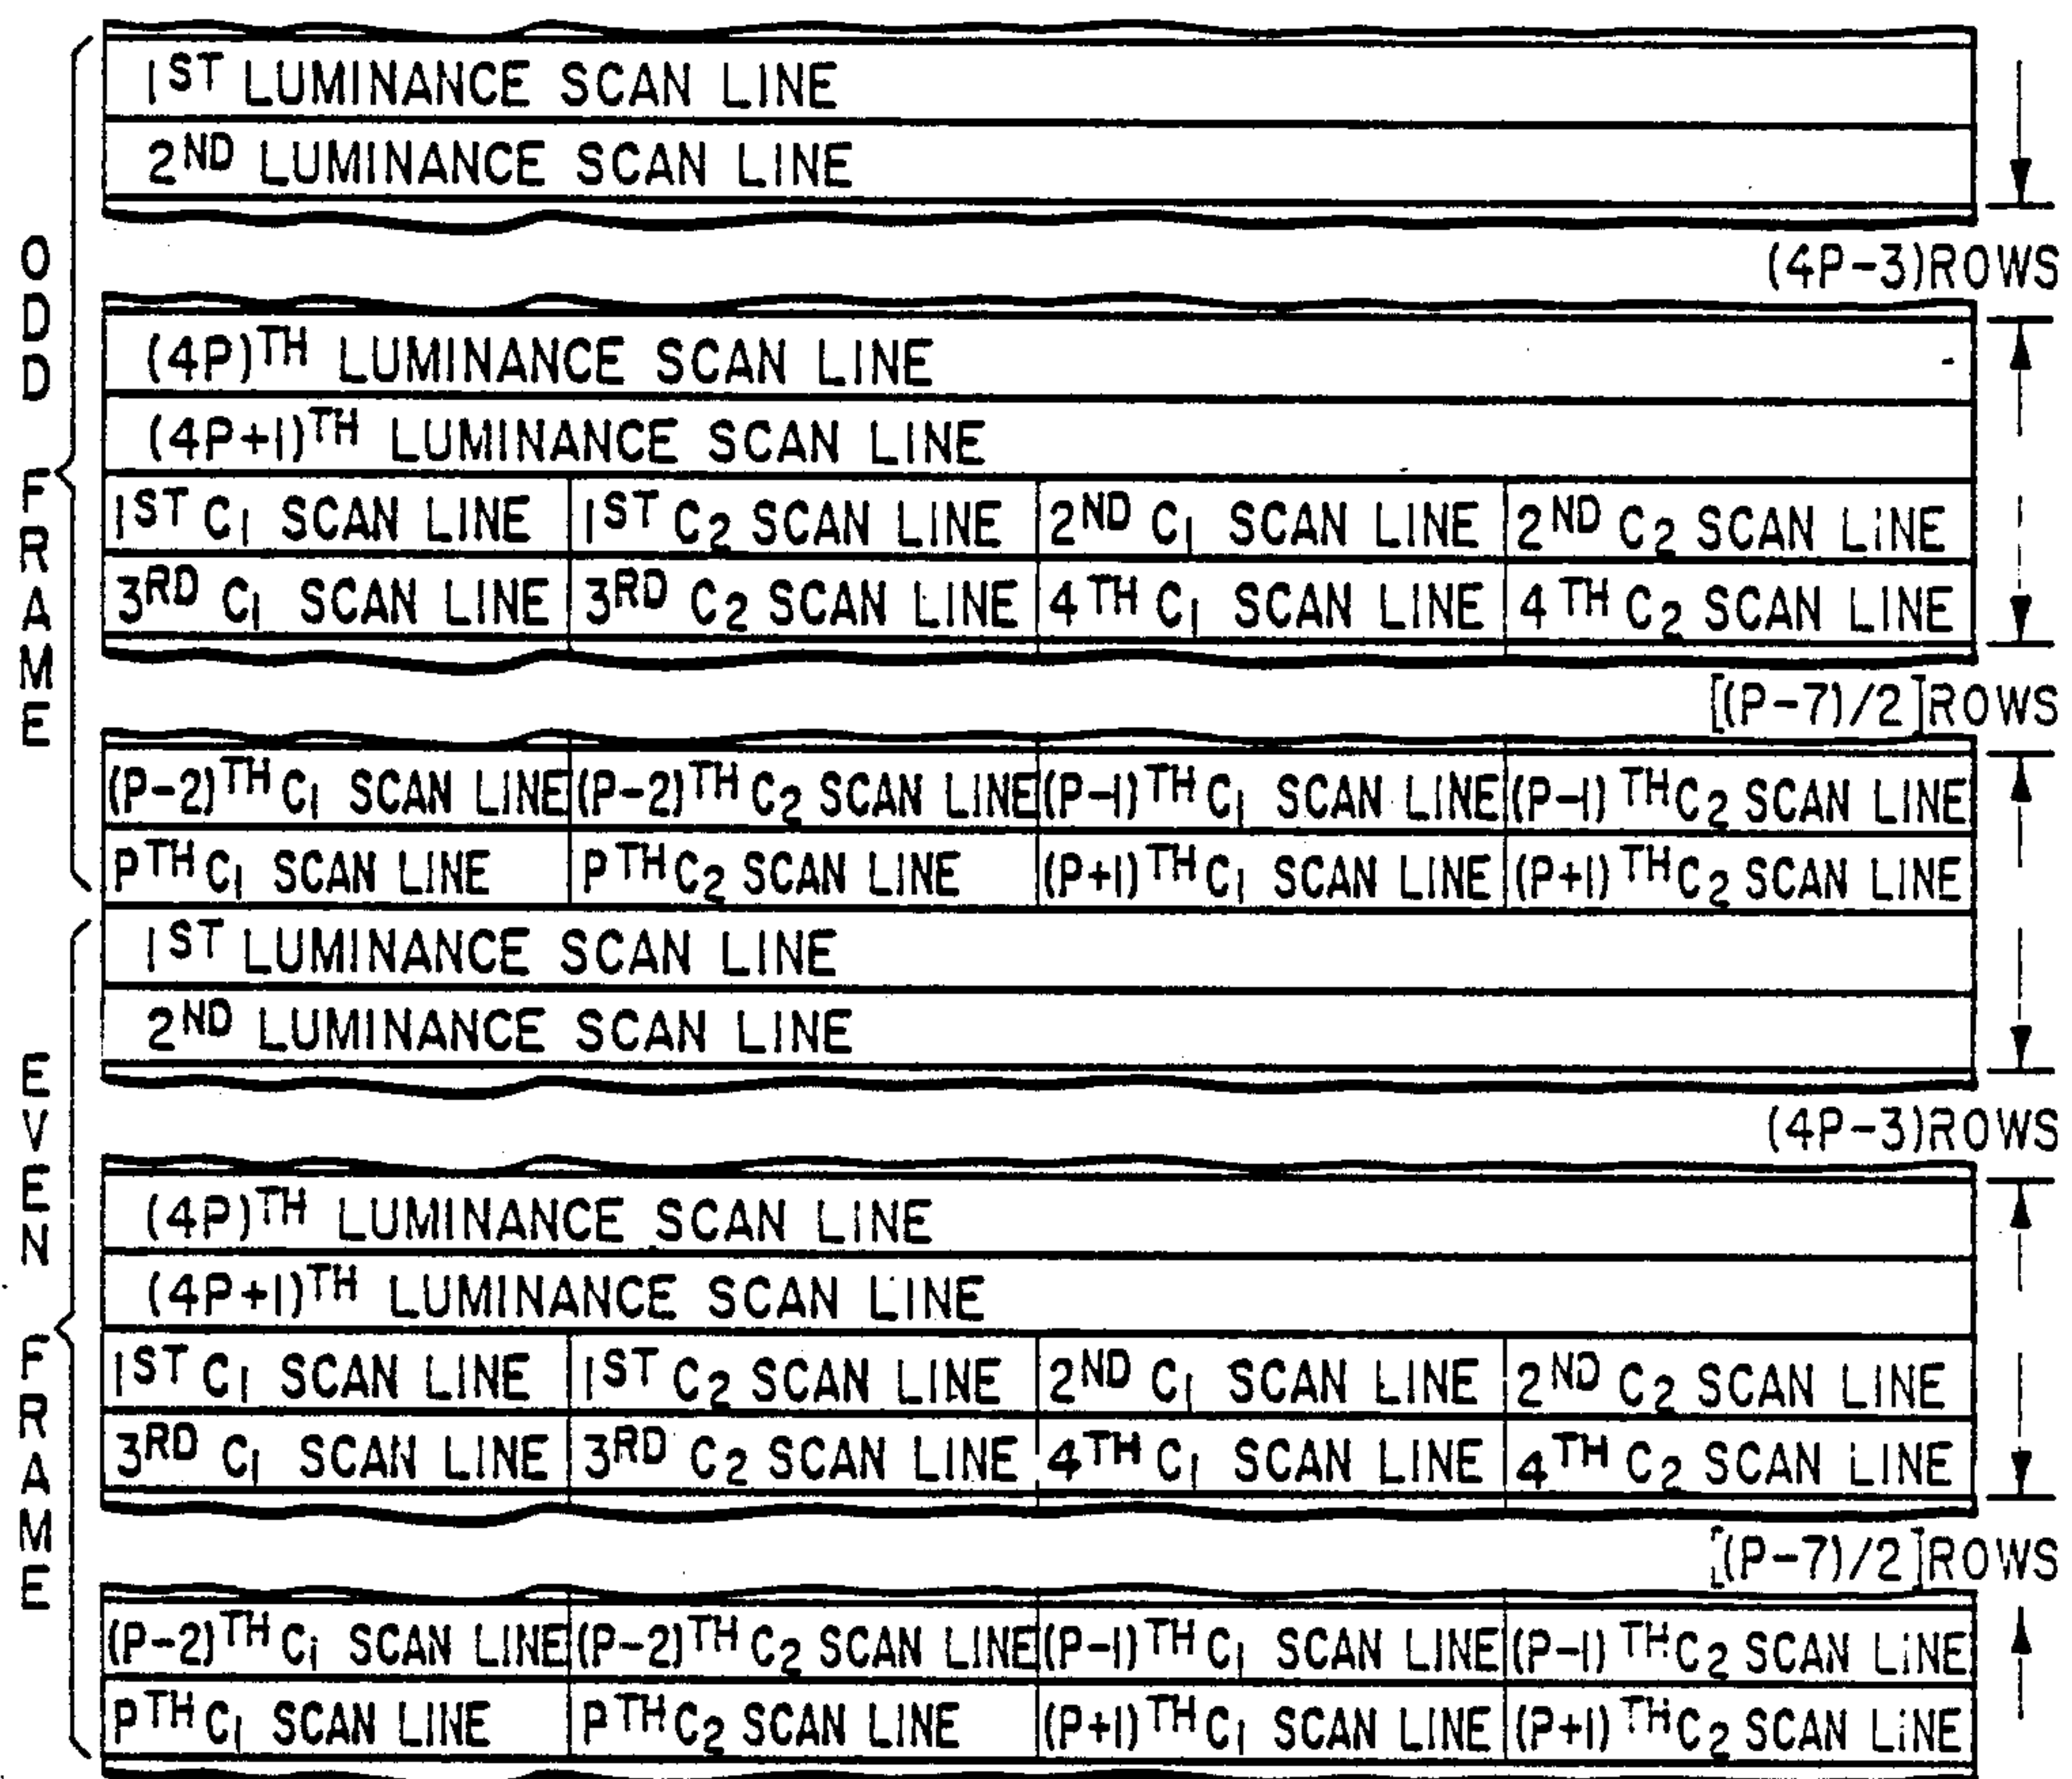 ODD FRAME
1ST LUMINANCE SCAN LINE
2ND LUMINANCE SCAN LINE
(4P-3)ROWS
(4P)TH LUMINANCE SCAN LINE
(4P+1)TH LUMINANCE SCAN LINE
1ST C1 SCAN LINE 1ST C2 SCAN LINE 2ND C1 SCAN LINE 2ND C2 SCAN LINE
3RD C1 SCAN LINE 3RD C2 SCAN LINE 4TH C1 SCAN LINE 4TH C2 SCAN LINE
[(P-7)/2]ROWS
(P-2)TH C1 SCAN LINE (P-2)TH C2 SCAN LINE (P-1)TH C1 SCAN LINE (P-1)TH C2 SCAN LINE
PTH C1 SCAN LINE PTH C2 SCAN LINE (P+1)TH C1 SCAN LINE (P+1)TH C2 SCAN LINE
EVEN FRAME
1ST LUMINANCE SCAN LINE
2ND LUMINANCE SCAN LINE
(4P-3)ROWS
(4P)TH LUMINANCE SCAN LINE
(4P+1)TH LUMINANCE SCAN LINE
1ST C1 SCAN LINE 1ST C2 SCAN LINE 2ND C1 SCAN LINE 2ND C2 SCAN LINE
3RD C1 SCAN LINE 3RD C2 SCAN LINE 4TH C1 SCAN LINE 4TH C2 SCAN LINE
[(P-7)/2]ROWS
(P-2)TH C1 SCAN LINE (P-2)TH C2 SCAN LINE (P-1)TH C1 SCAN LINE (P-1)TH C2 SCAN LINE
PTH C1 SCAN LINE PTH C2 SCAN LINE (P+1)TH C1 SCAN LINE (P+1)TH C2 SCAN LINE